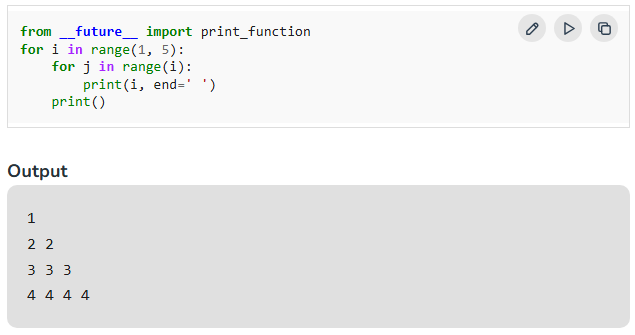 from __future__ import print_function
for i in range(1, 5):
    for j in range(i):
        print(i, end=' ')
    print()
Output
1
2 2
3 3 3
4 4 4 4